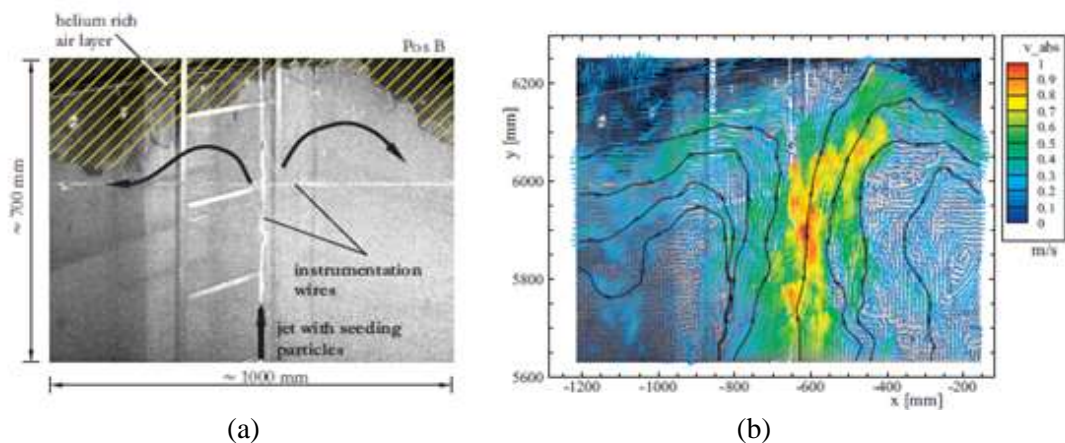 helium rich
air layer
Pos B
~ 700 mm
instrumentation
wires
jet with seeding
particles
~ 1000 mm
(a)
y [mm]
6200
6000
5800
5600
-1200
-1000
-800
-600
-400
-200
x [mm]
v_abs
1
0.9
0.8
0.7
0.6
0.5
0.4
0.3
0.2
0.1
0
m/s
(b)